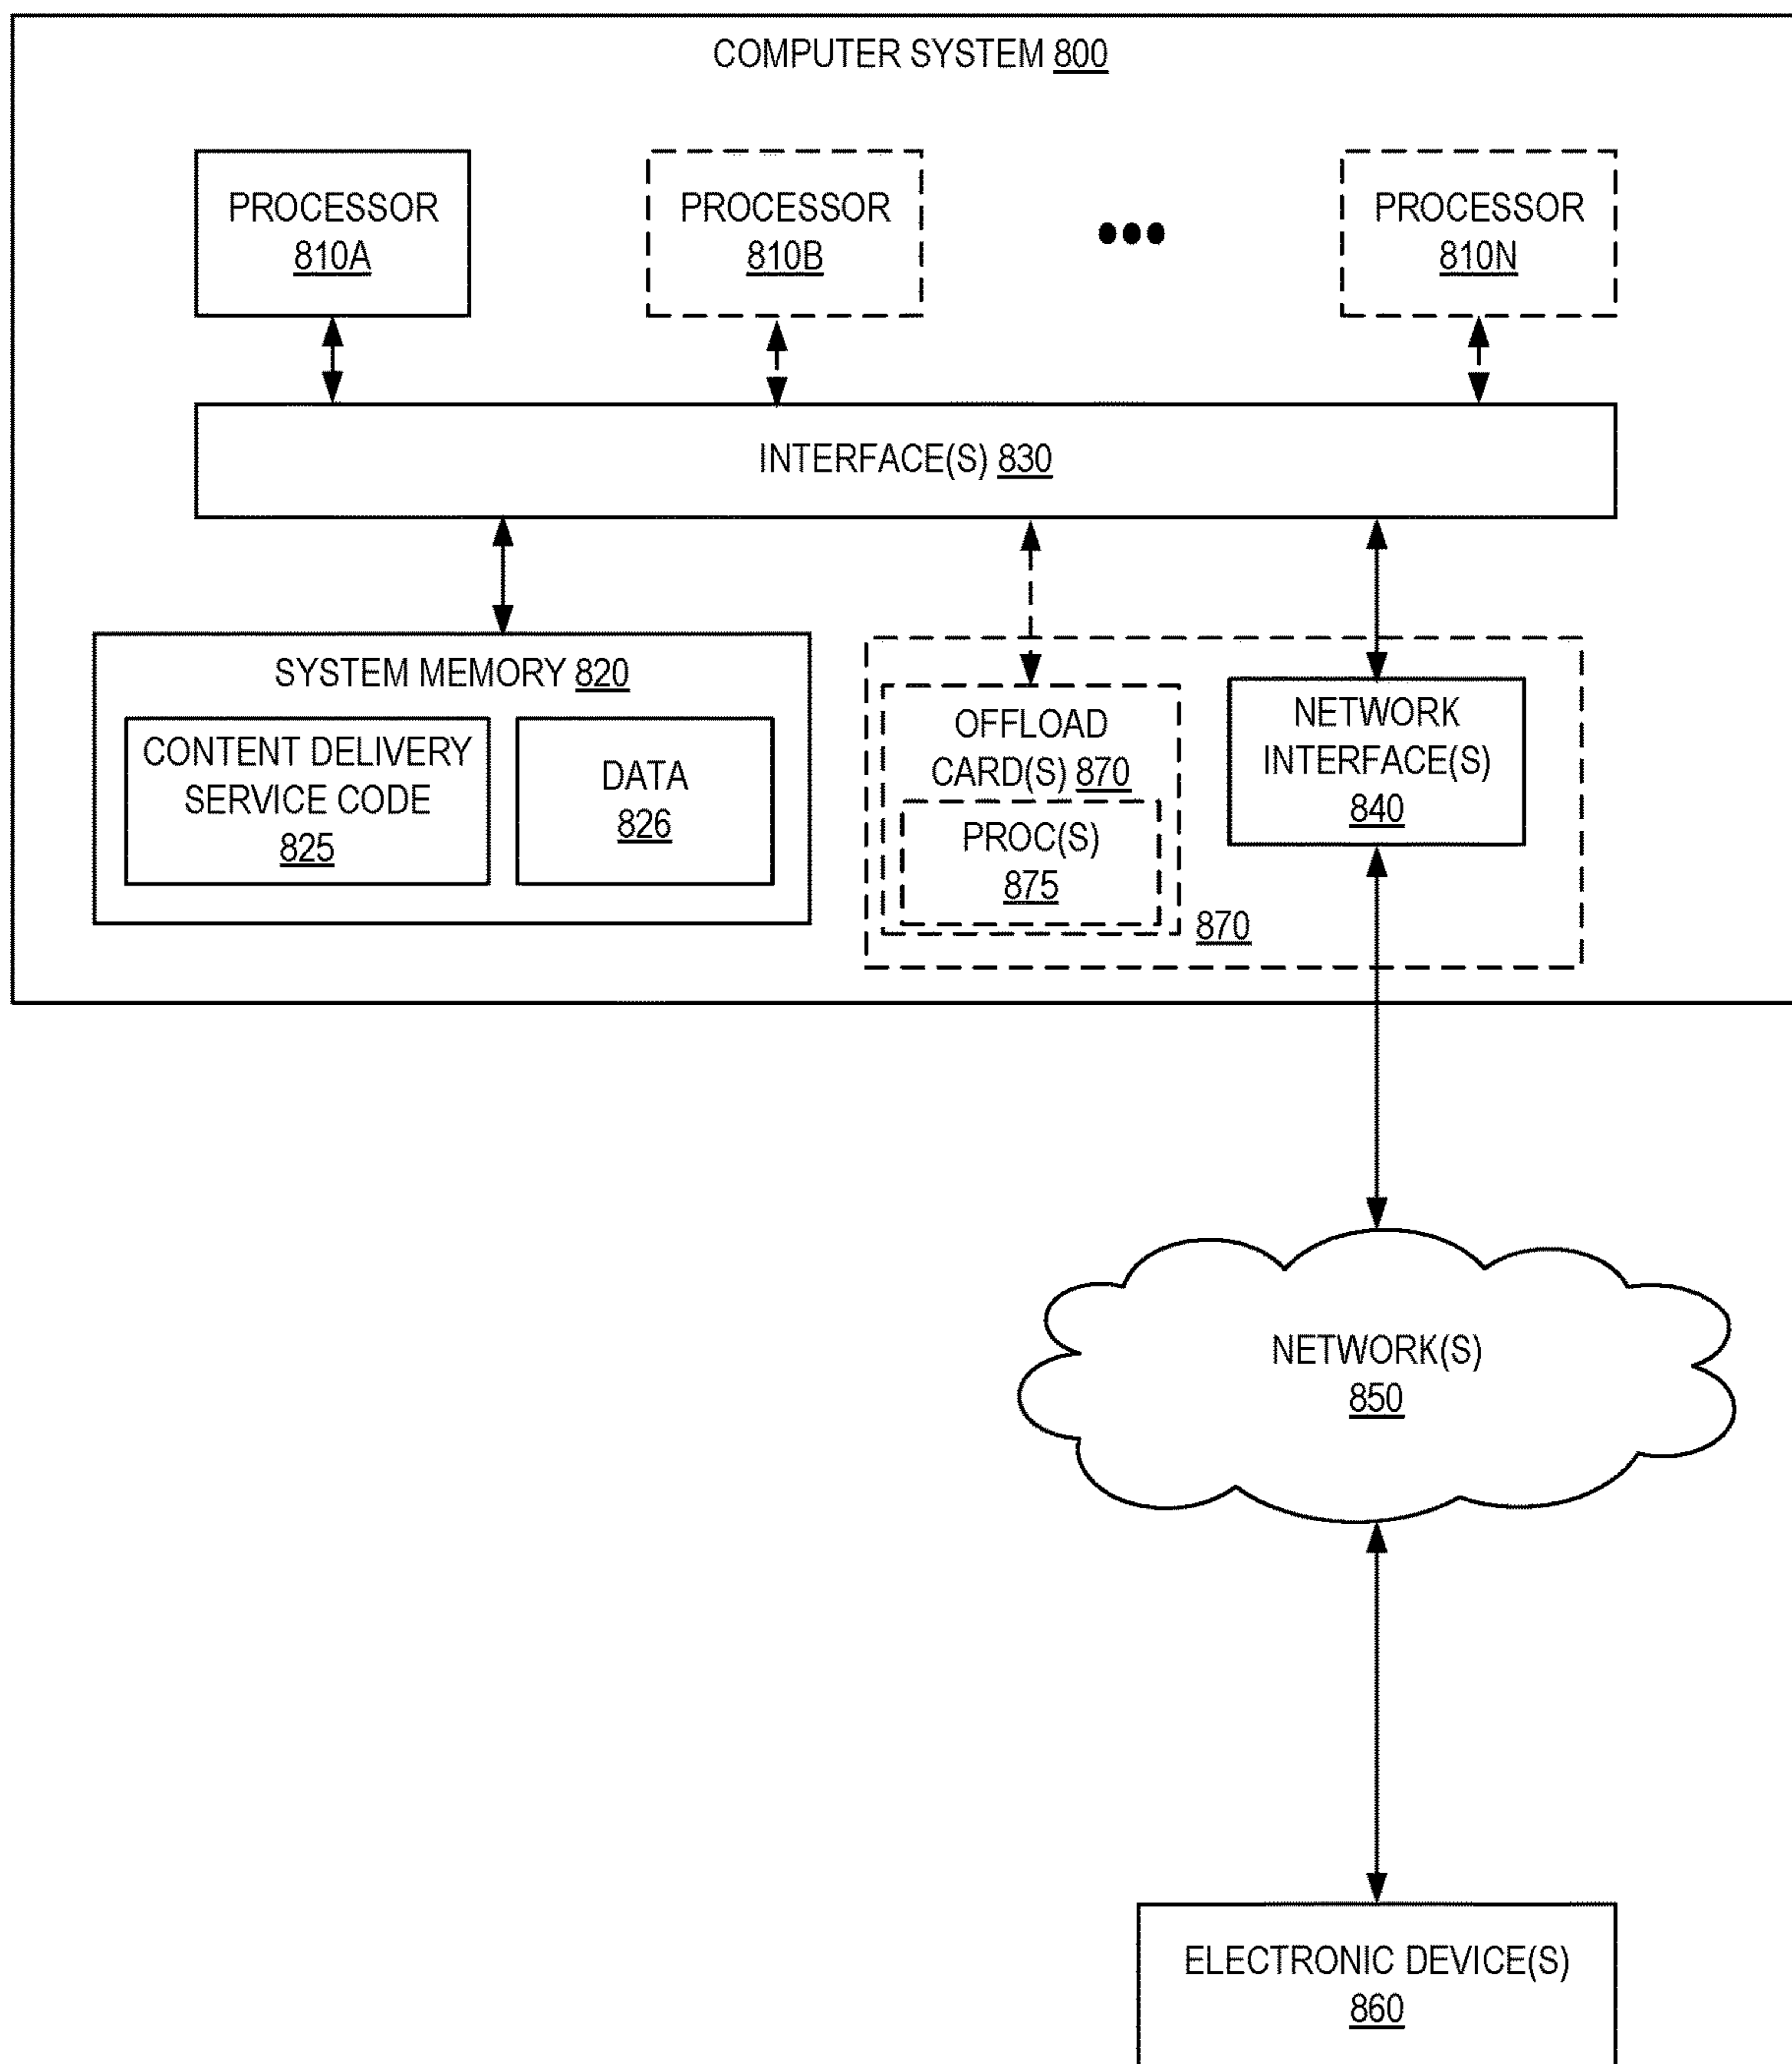 COMPUTER SYSTEM 800
PROCESSOR
810A
PROCESSOR
810B
PROCESSOR
810N
INTERFACE(S) 830
SYSTEM MEMORY 820
CONTENT DELIVERY
SERVICE CODE
825
DATA
826
OFFLOAD
CARD(S) 870
PROC(S)
875
870
NETWORK
INTERFACE(S)
840
NETWORK(S)
850
ELECTRONIC DEVICE(S)
860